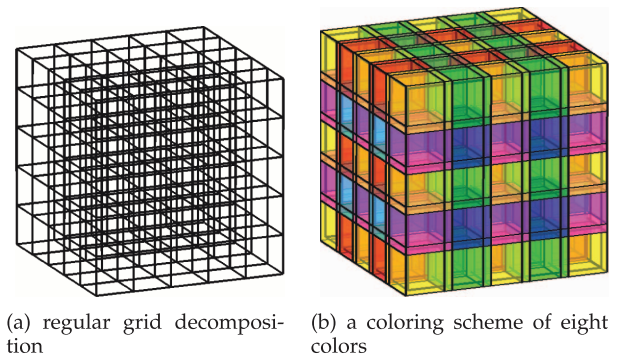 (a) regular grid decomposi-
tion
(b) a coloring scheme of eight
colors